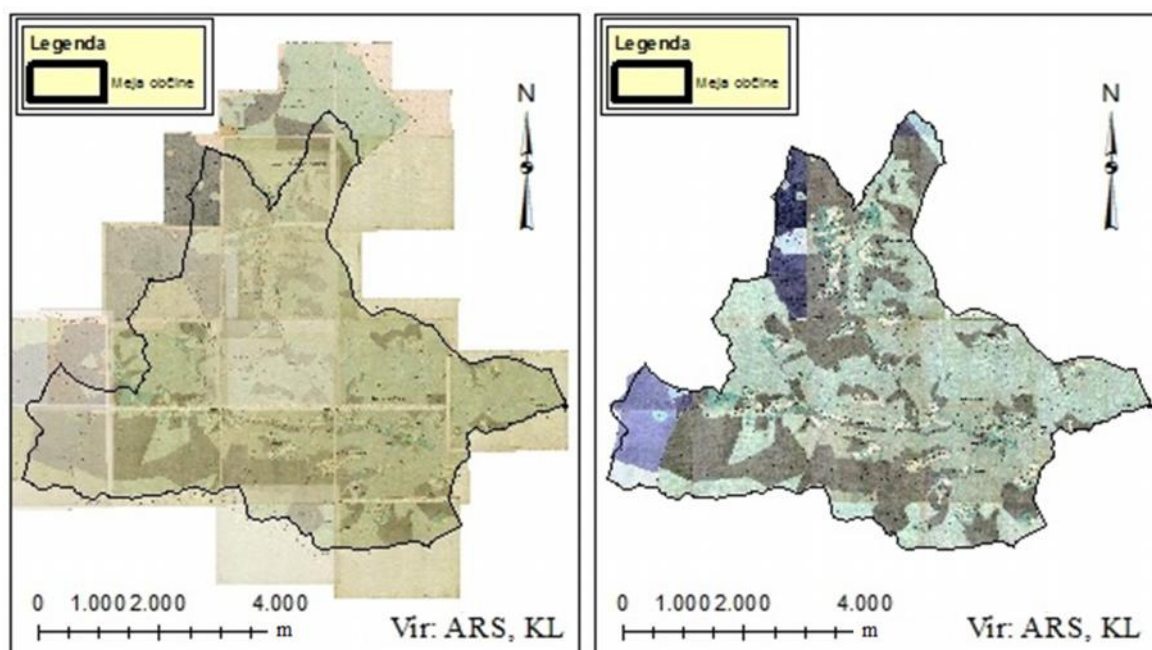 Legenda
Meja občine
N
0 1.000 2.000 4.000
m
Vir: ARS, KL
Legenda
Meja občine
N
0 1.000 2.000 4.000
m
Vir: ARS, KL